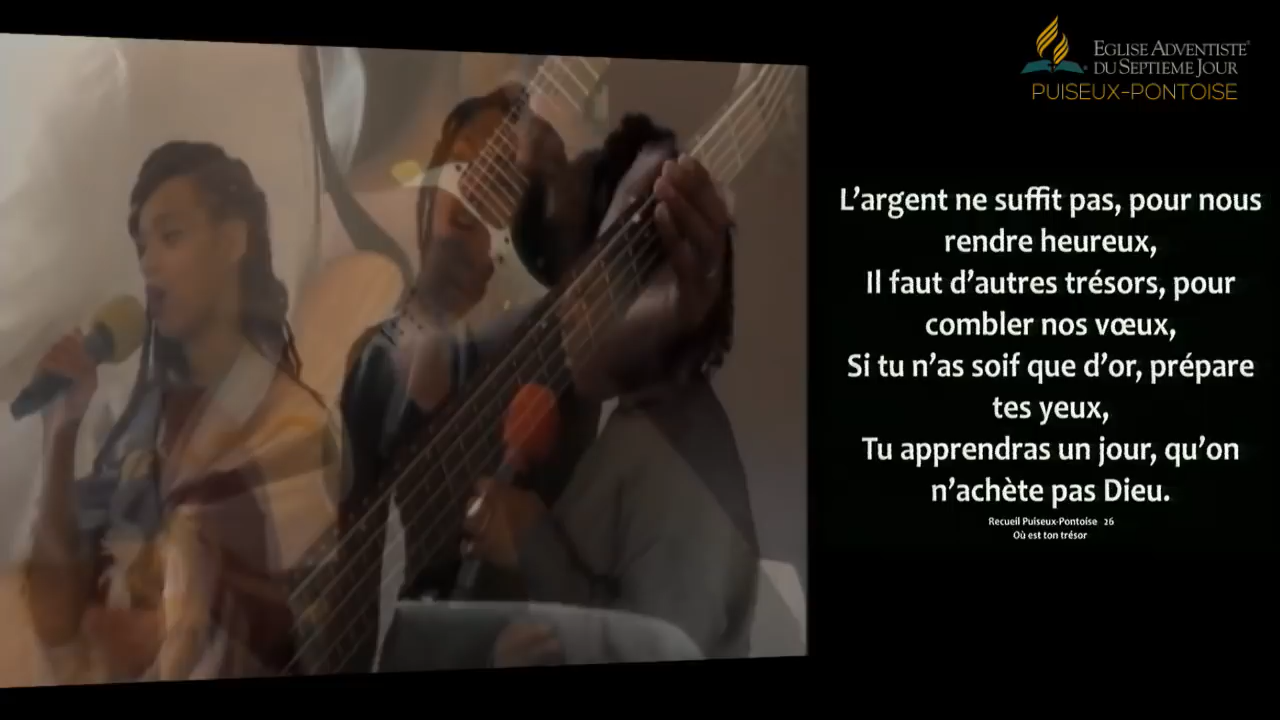 EGLISE ADVENTISTE
DU SEPTIEME JOUR
PUISEUX-PONTOISE
L'argent ne suffit pas, pour nous
rendre heureux,
Il faut d'autres trésors, pour
combler nos vœux,
Si tu n'as soif que d'or, prépare
tes yeux,
Tu apprendras un jour, qu'on
n'achète pas Dieu.
Recueil Puiseux-Pontoise 26
Où est ton trésor